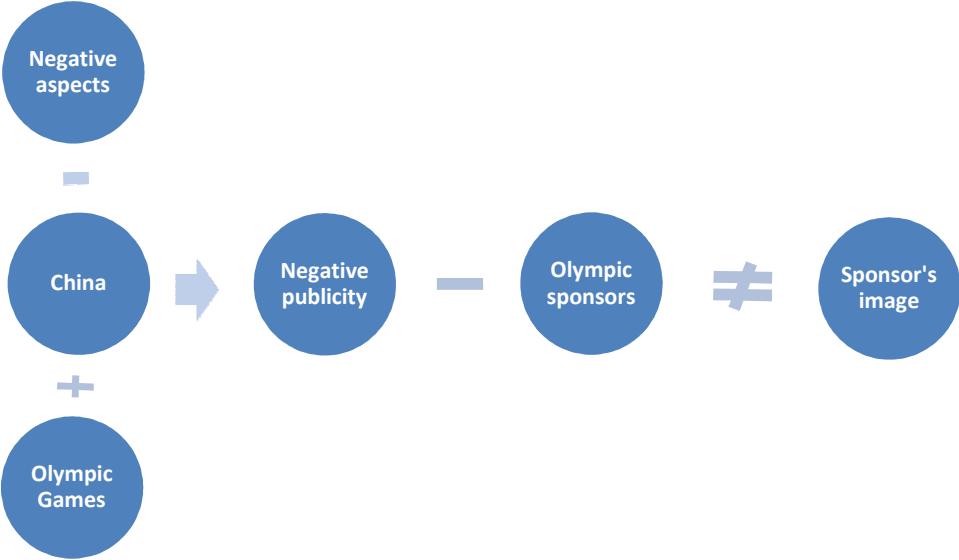 Negative
aspects
China
Negative
publicity
Olympic
sponsors
Sponsor's
image
Olympic
Games